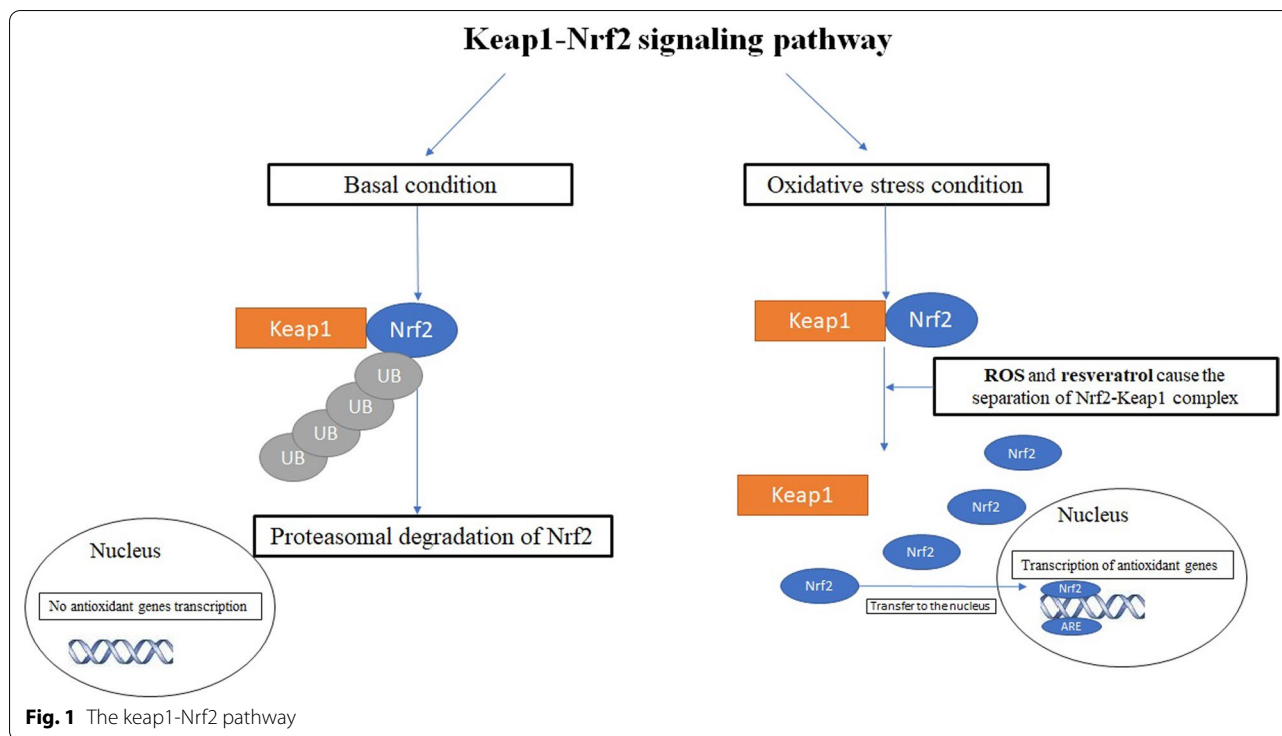 Keap1-Nrf2 signaling pathway
Basal condition
Oxidative stress condition
Keap1
Nrf2
UB
UB
UB
UB
Keap1
Nrf2
ROS and resveratrol cause the
separation of Nrf2-Keap1 complex
Proteasomal degradation of Nrf2
Nucleus
No antioxidant genes transcription
Keap1
Nrf2
Nrf2
Nrf2
Nrf2
Transfer to the nucleus
Nucleus
Transcription of antioxidant genes
Nrf2
ARE
Fig. 1 The keap1-Nrf2 pathway